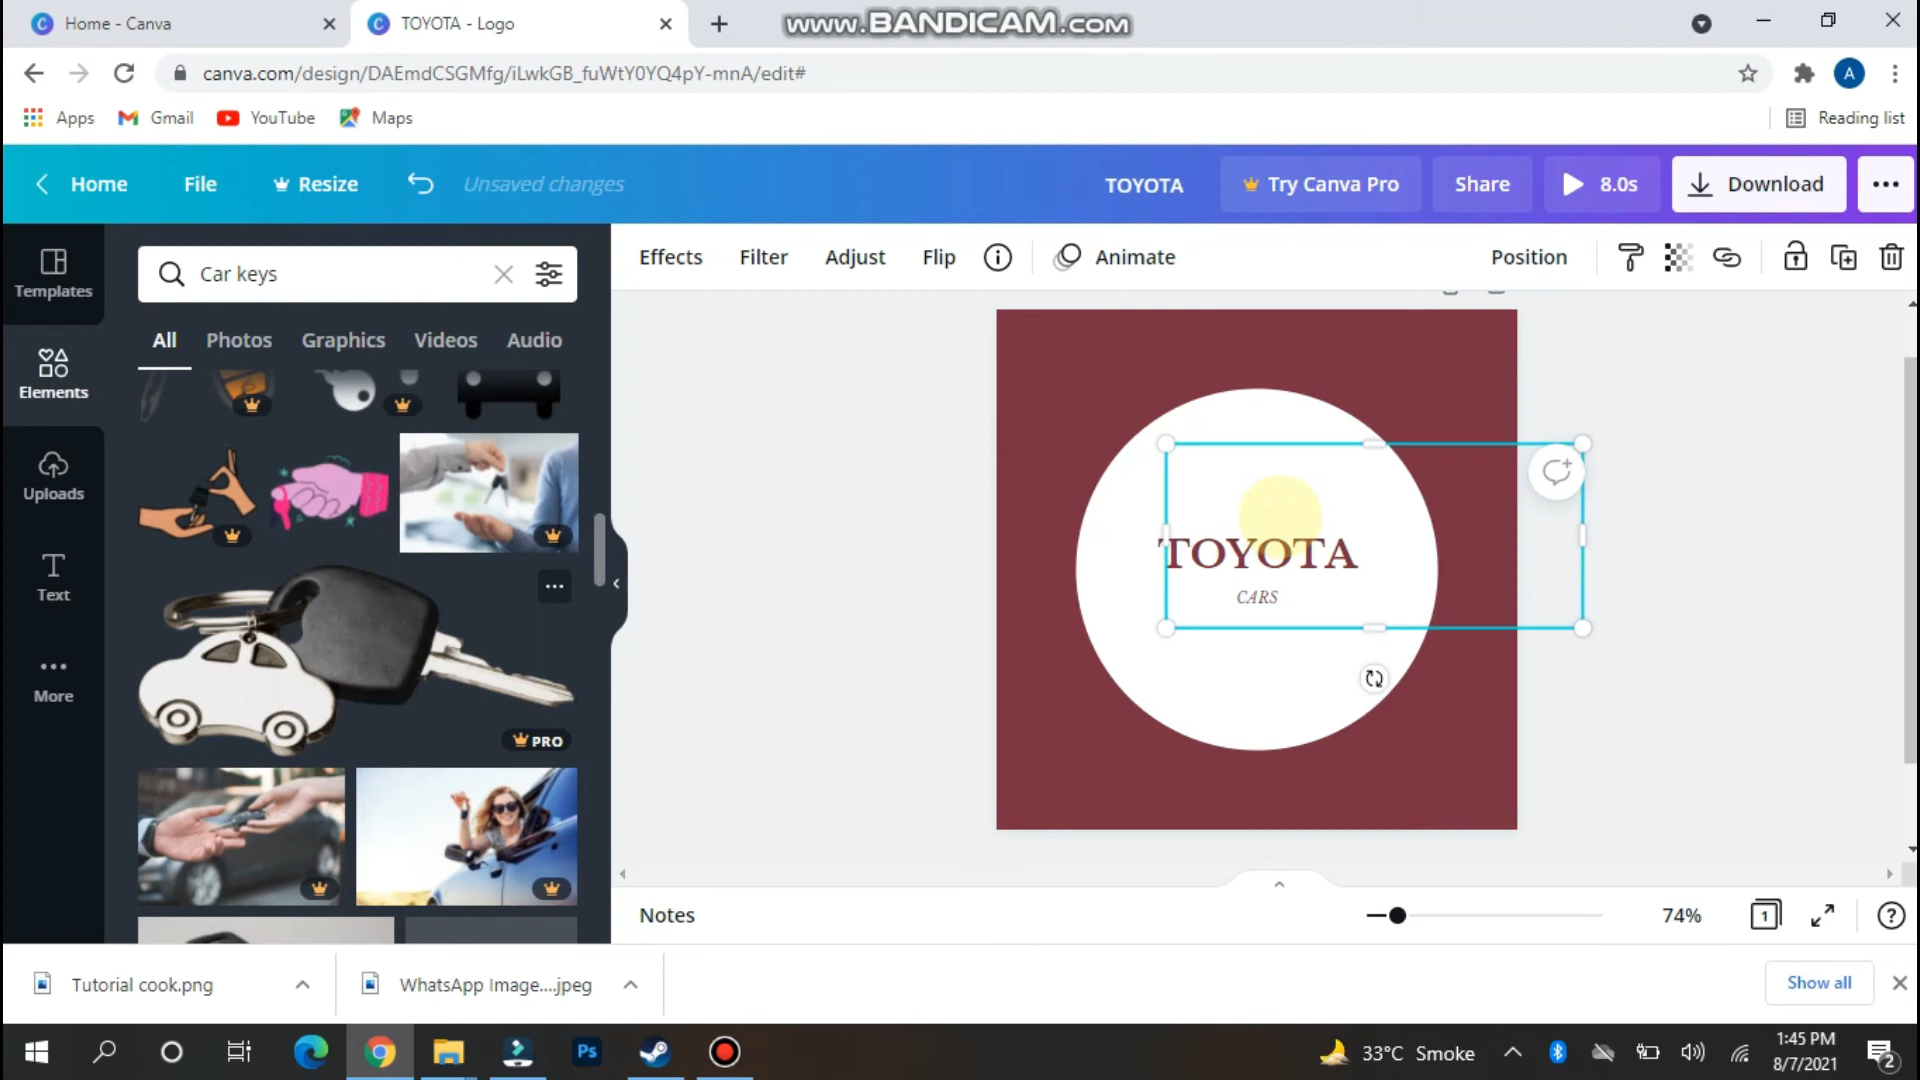 Home - Canva
TOYOTA - Logo
www.BANDICAM.com
canva.com/design/DAEmdCSGMfg/iLwkGB_fuWtY0YQ4pY-mnA/edit#
A
Apps
Gmail
YouTube
Maps
Reading list
Home
File
Resize
Unsaved changes
TOYOTA
Try Canva Pro
Share
8.0s
Download
Templates
Elements
Uploads
Text
More
Car keys
All
Photos
Graphics
Videos
Audio
PRO
Effects
Filter
Adjust
Flip
Animate
Position
TOYOTA
CARS
Notes
74%
1
Tutorial cook.png
WhatsApp Image....jpeg
Show all
Ps
33°C Smoke
1:45 PM
8/7/2021
2